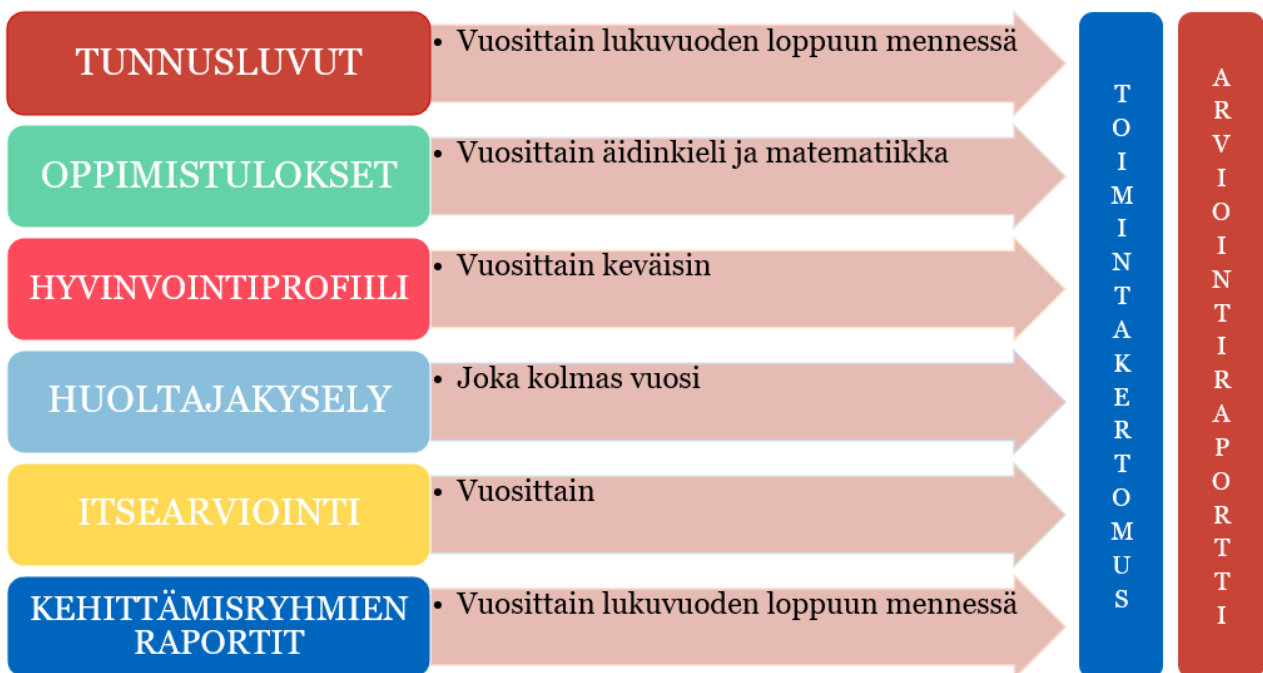 TUNNUSLUVUT
• Vuosittain lukuvuoden loppuun mennessä
OPPIMISTULOKSET
• Vuosittain äidinkieli ja matematiikka
HYVINVOINTIPROFIILI
• Vuosittain keväisin
HUOLTAJAKYSELY
• Joka kolmas vuosi
ITSEARVIOINTI
• Vuosittain
KEHITTÄMISRYHMIEN
RAPORTIT
• Vuosittain lukuvuoden loppuun mennessä
TOIMINTAKERTOMUS
ARVIOINTIRAPORTTI